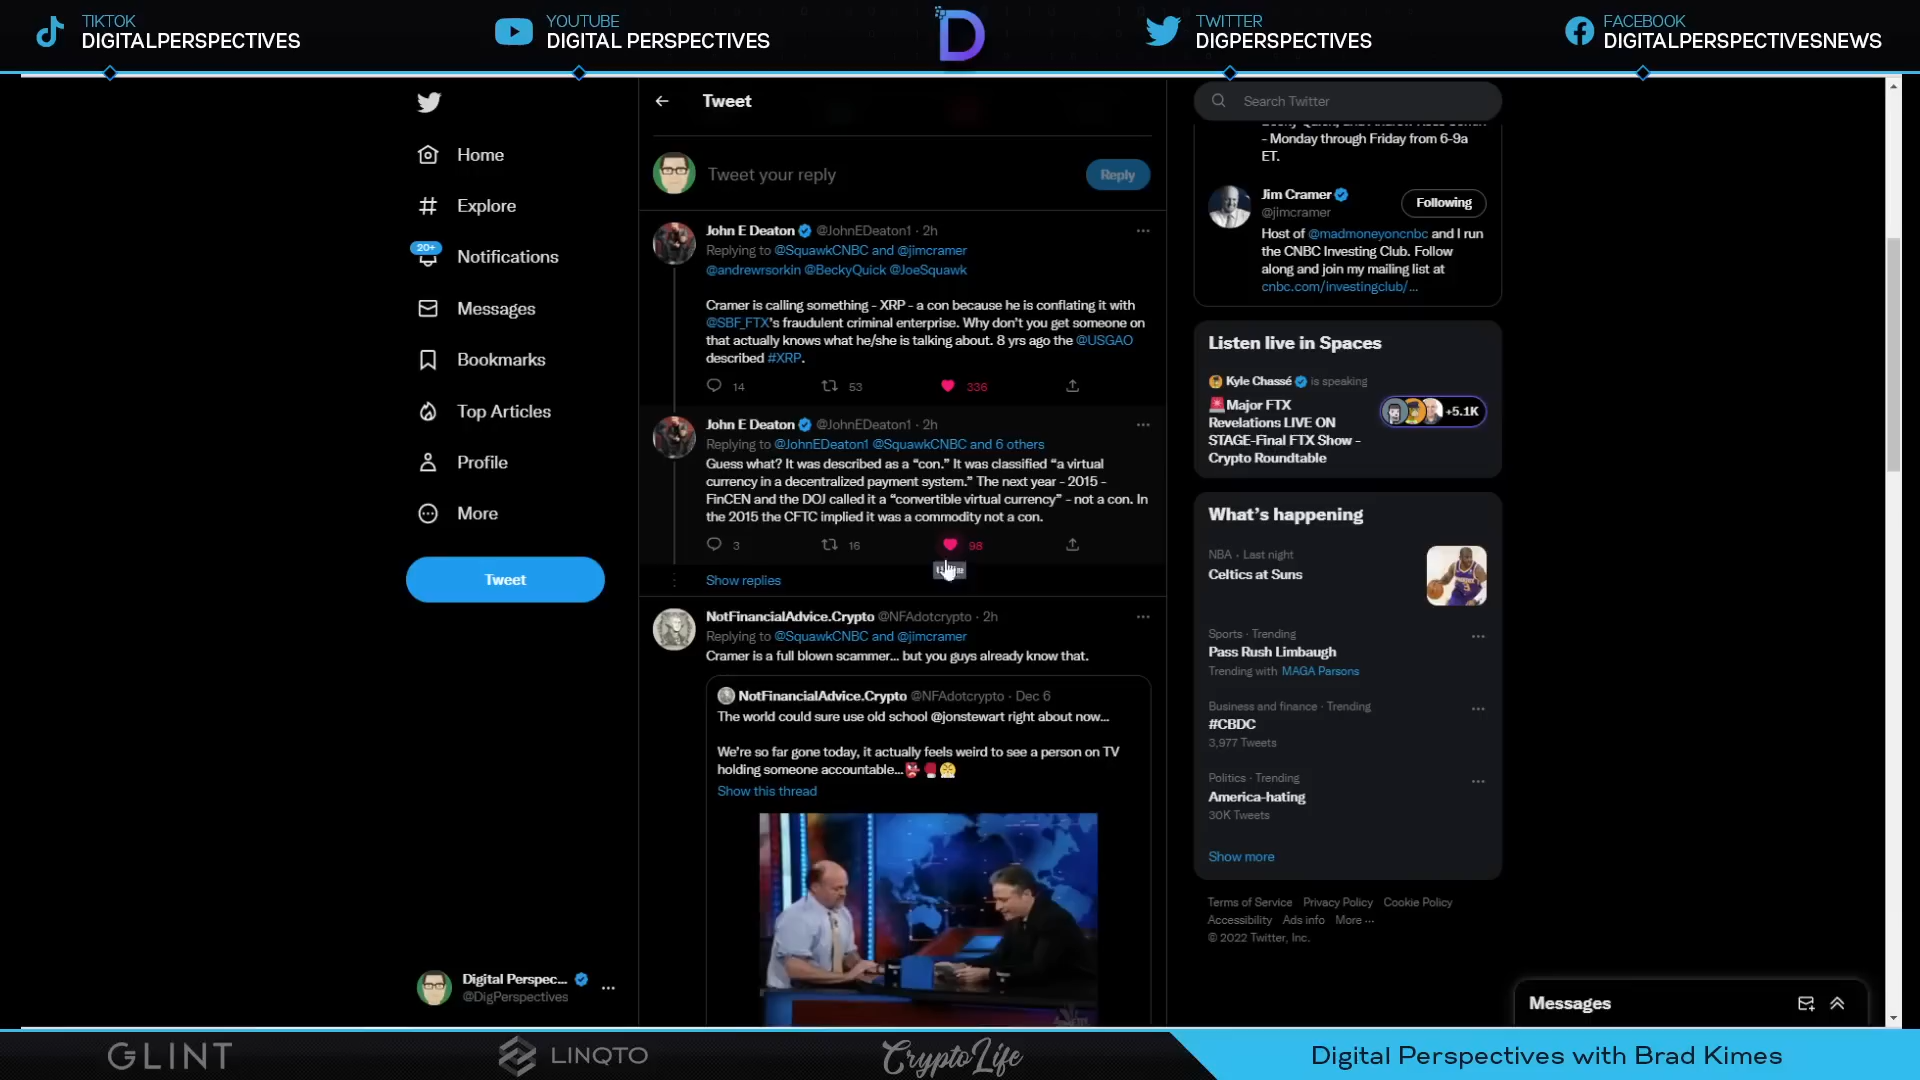 TIKTOK
DIGITALPERSPECTIVES
YOUTUBE
DIGITAL PERSPECTIVES
D
TWITTER
DIGPERSPECTIVES
FACEBOOK
DIGITALPERSPECTIVESNEWS
Home
Explore
20+
Notifications
Messages
Bookmarks
Top Articles
Profile
More
Tweet
Digital Perspec...
@DigPerspectives
Tweet
Tweet your reply
Reply
John E Deaton @JohnEDeaton1 · 2h
Replying to @SquawkCNBC and @jimcramer
@andrewrsorkin @BeckyQuick @JoeSquawk
Cramer is calling something - XRP - a con because he is conflating it with
@SBF_FTX's fraudulent criminal enterprise. Why don't you get someone on
that actually knows what he/she is talking about. 8 yrs ago the @USGAO
described #XRP.
14 53 336
John E Deaton @JohnEDeaton1 · 2h
Replying to @JohnEDeaton1 @SquawkCNBC and 6 others
Guess what? It was described as a “con.” It was classified “a virtual
currency in a decentralized payment system.” The next year - 2015 -
FinCEN and the DOJ called it a “convertible virtual currency” - not a con. In
the 2015 the CFTC implied it was a commodity not a con.
3 16 98
Show replies
NotFinancialAdvice.Crypto @NFAdotcrypto · 2h
Replying to @SquawkCNBC and @jimcramer
Cramer is a full blown scammer... but you guys already know that.
NotFinancialAdvice.Crypto @NFAdotcrypto · Dec 6
The world could sure use old school @jonstewart right about now...
We're so far gone today, it actually feels weird to see a person on TV
holding someone accountable...
Show this thread
Search Twitter
- Monday through Friday from 6-9a
ET.
Jim Cramer
@jimcramer
Following
Host of @madmoneyoncnbc and I run
the CNBC Investing Club. Follow
along and join my mailing list at
cnbc.com/investingclub/...
Listen live in Spaces
Kyle Chassé is speaking
Major FTX
Revelations LIVE ON
STAGE-Final FTX Show -
Crypto Roundtable
+5.1K
What's happening
NBA · Last night
Celtics at Suns
Sports · Trending
Pass Rush Limbaugh
Trending with MAGA Parsons
Business and finance · Trending
#CBDC
3,977 Tweets
Politics · Trending
America-hating
30K Tweets
Show more
Terms of Service Privacy Policy Cookie Policy
Accessibility Ads info More ...
© 2022 Twitter, Inc.
Messages
GLINT
LINQTO
CryptoLife
Digital Perspectives with Brad Kimes